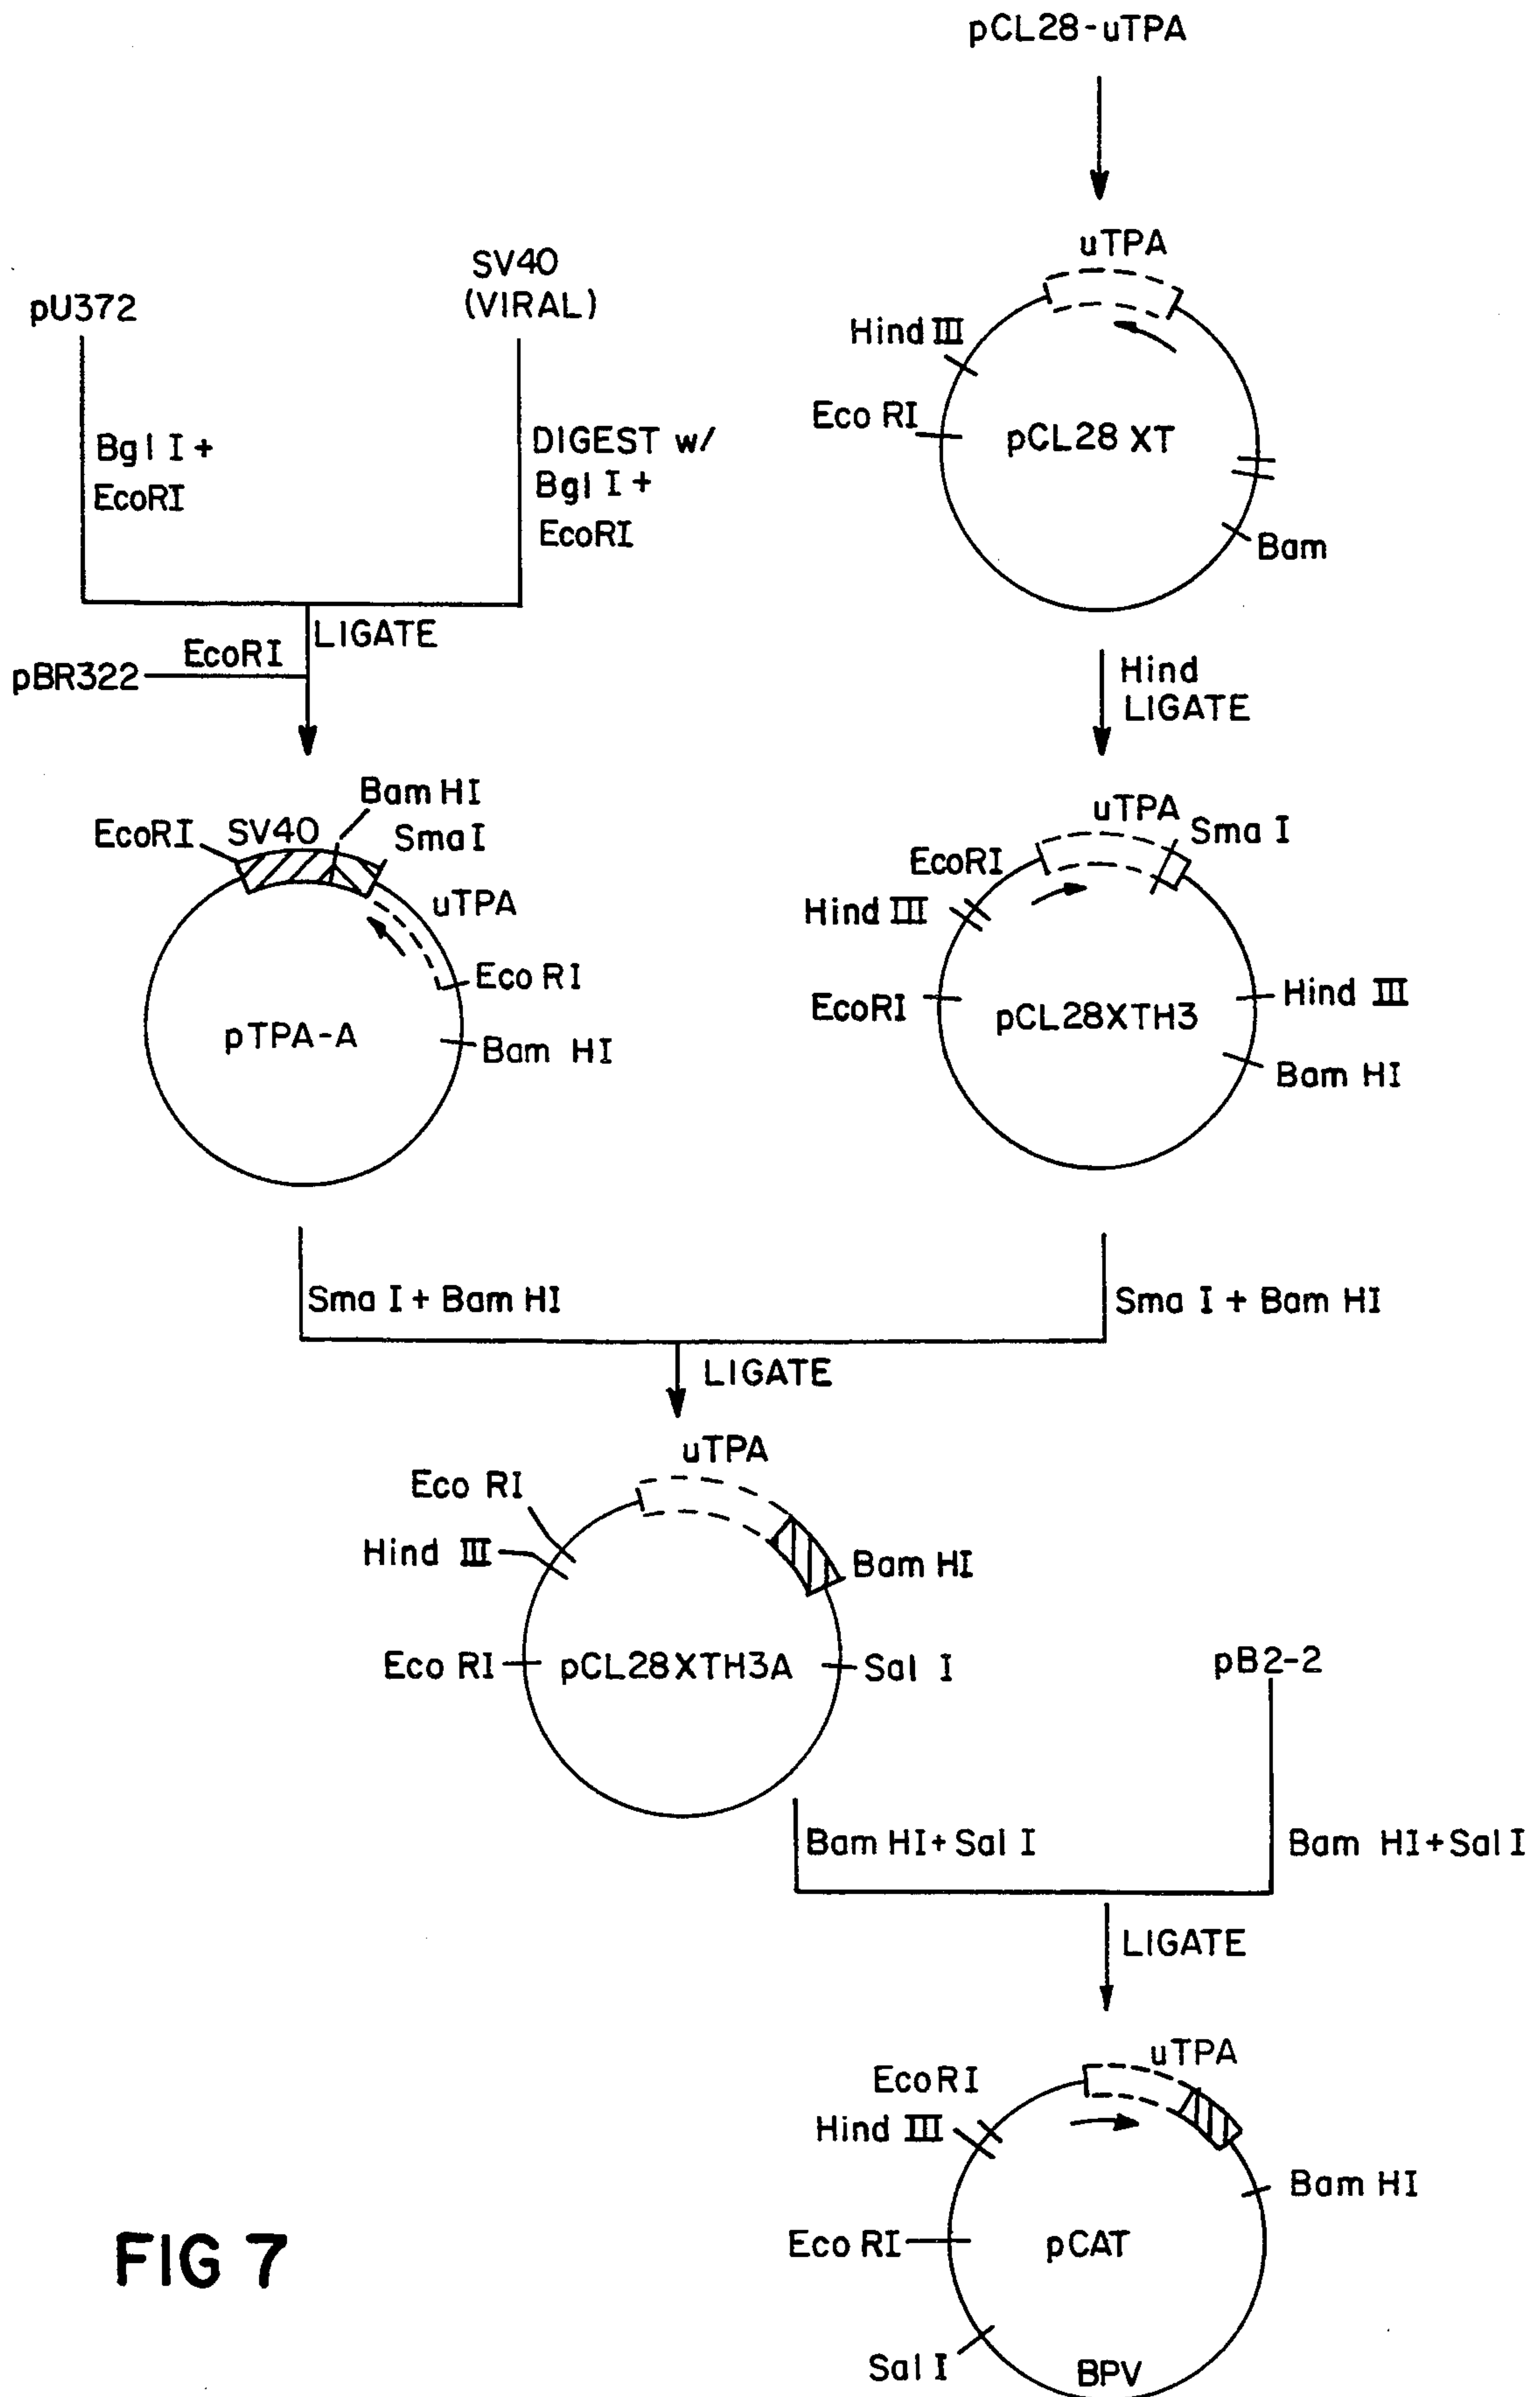 pCL28-uTPA
pU372
SV40
(VIRAL)
Bgl I +
EcoRI
DIGEST w/
Bgl I +
EcoRI
LIGATE
EcoRI
pBR322
uTPA
Hind III
Eco RI
pCL28 XT
Bam
Hind
LIGATE
Bam HI
EcoRI
SV40
Sma I
uTPA
Eco RI
pTPA-A
Bam HI
uTPA
Sma I
EcoRI
Hind III
EcoRI
pCL28XTH3
Hind III
Bam HI
Sma I + Bam HI
Sma I + Bam HI
LIGATE
uTPA
Eco RI
Hind III
Bam HI
Eco RI
pCL28XTH3A
Sal I
pB2-2
Bam HI+ Sal I
Bam HI+Sal I
LIGATE
uTPA
EcoRI
Hind III
Bam HI
Eco RI
pCAT
Sal I
BPV
FIG 7